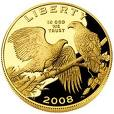 LIBERTY
IN GOD
WE TRUST
2008